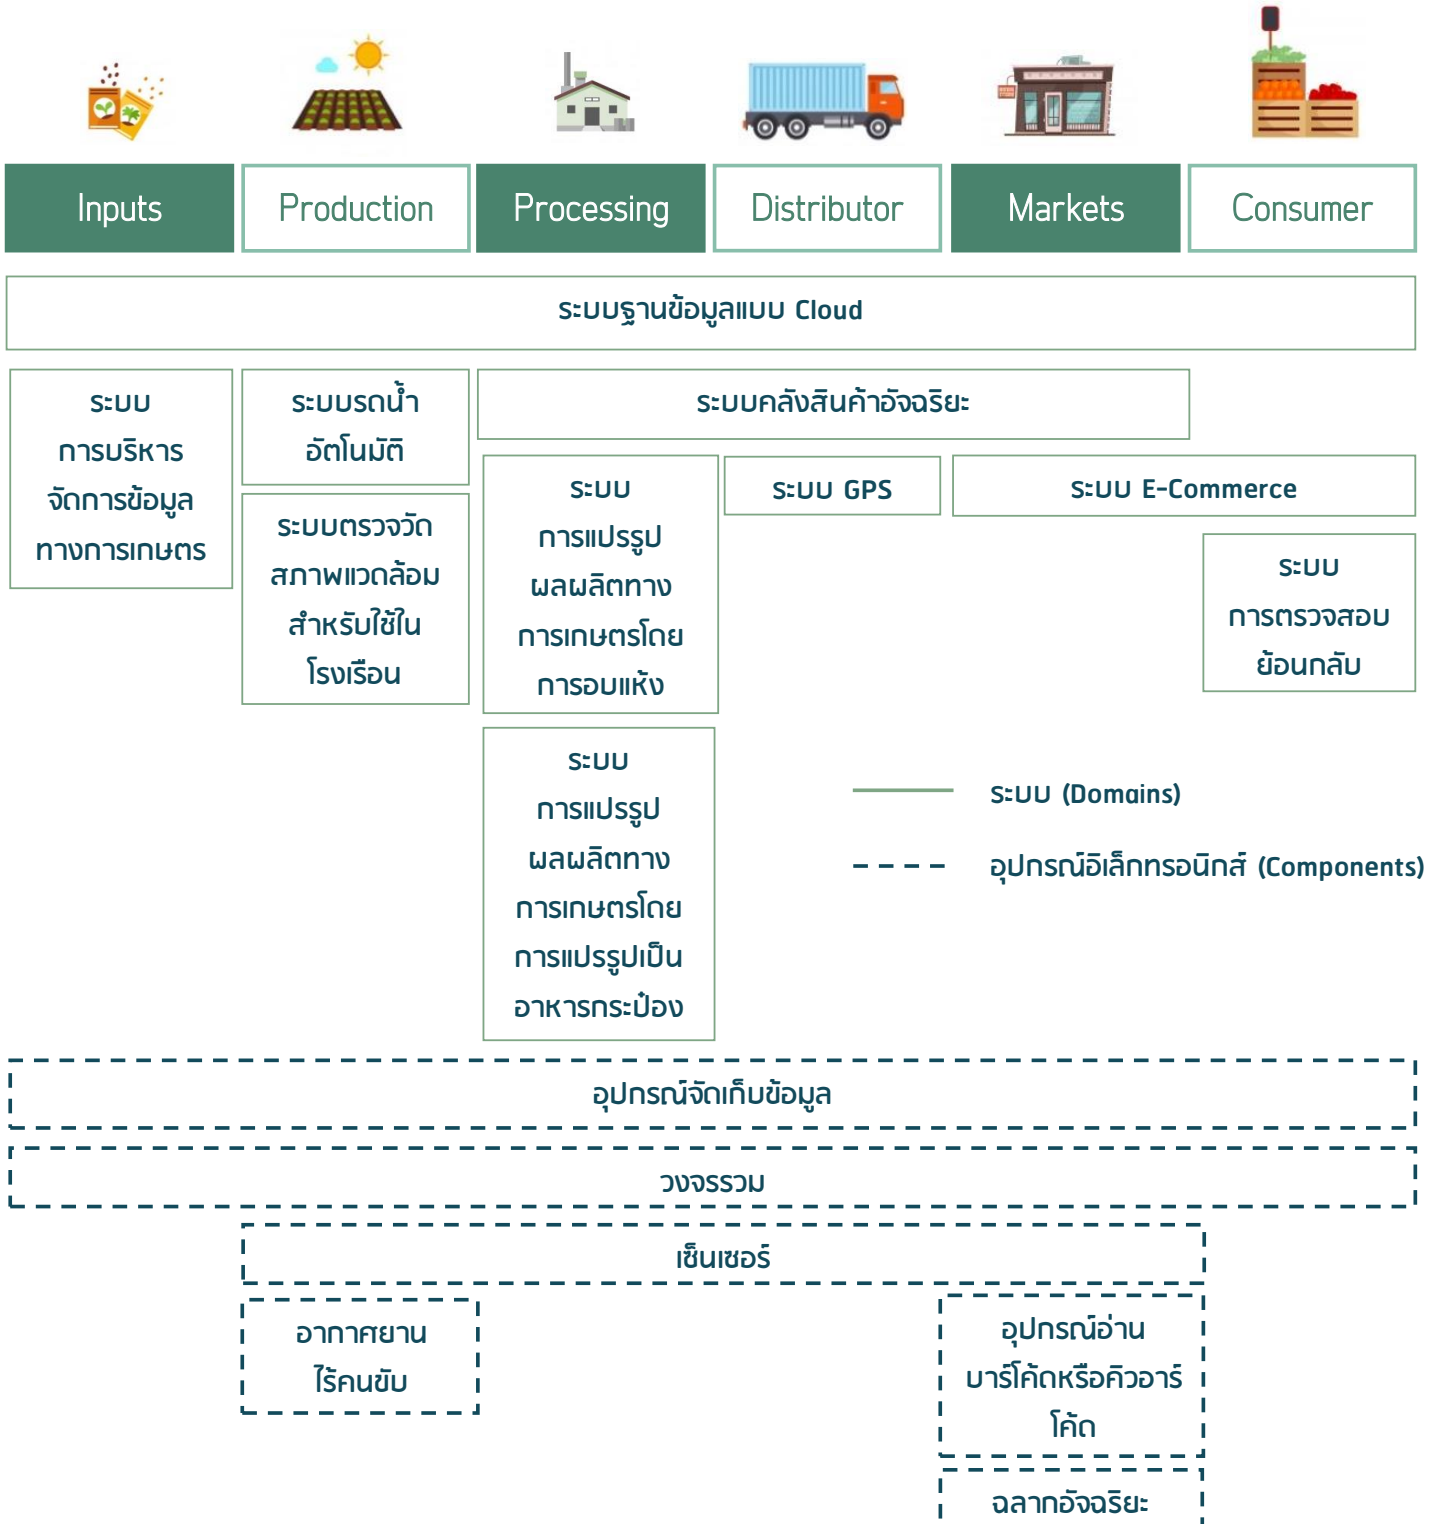 Inputs
Production
Processing
Distributor
Markets
Consumer
ระบบฐานข้อมูลแบบ Cloud
ระบบ
การบริหาร
จัดการข้อมูล
ทางการเกษตร
ระบบรดน้ำ
อัตโนมัติ
ระบบตรวจวัด
สภาพแวดล้อม
สำหรับใช้ใน
โรงเรือน
ระบบคลังสินค้าอัจฉริยะ
ระบบ
การแปรรูป
ผลผลิตทาง
การเกษตรโดย
การอบแห้ง
ระบบ GPS
ระบบ E-Commerce
ระบบ
การตรวจสอบ
ย้อนกลับ
ระบบ
การแปรรูป
ผลผลิตทาง
การเกษตรโดย
การแปรรูปเป็น
อาหารกระป๋อง
ระบบ (Domains)
อุปกรณ์อิเล็กทรอนิกส์ (Components)
อุปกรณ์จัดเก็บข้อมูล
วงจรรวม
เซ็นเซอร์
อากาศยาน
ไร้คนขับ
อุปกรณ์อ่าน
บาร์โค้ดหรือคิวอาร์
โค้ด
ฉลากอัจฉริยะ